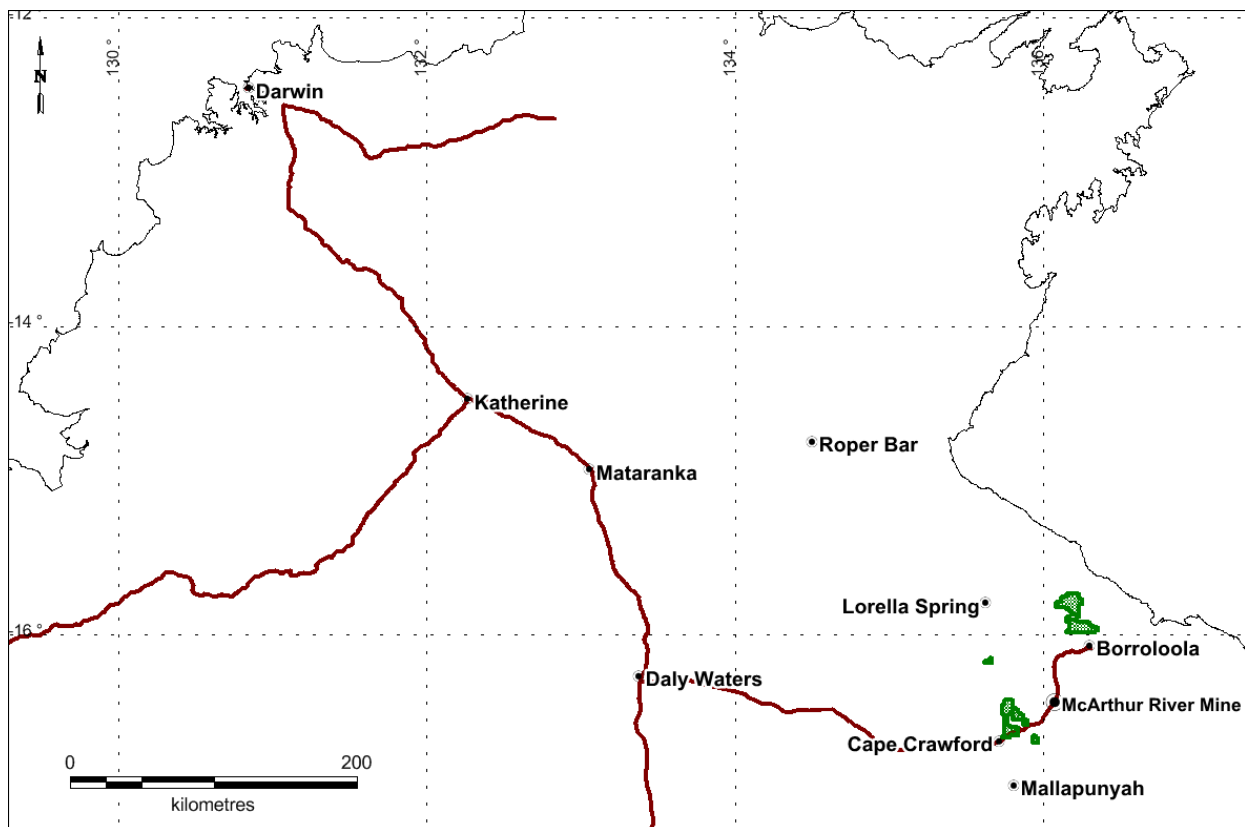 -12
130 °
132 °
134 °
136 °
N
Darwin
-14 °
Katherine
Roper Bar
Mataranka
Lorella Spring
-16 °
Borroloola
Daly Waters
McArthur River Mine
Cape Crawford
0 200
Mallapunyah
kilometres